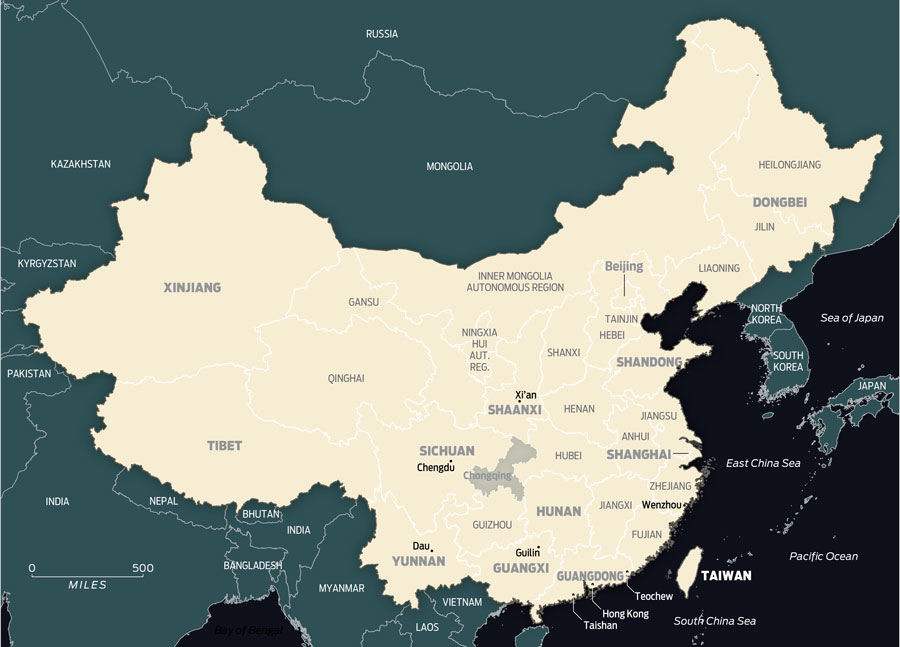 RUSSIA
KAZAKHSTAN
MONGOLIA
HEILONGJIANG
DONGBEI
JILIN
KYRGYZSTAN
XINJIANG
GANSU
INNER MONGOLIA
AUTONOMOUS REGION
Beijing
LIAONING
NORTH
KOREA
Sea of Japan
TAINJIN
HEBEI
NINGXIA
HUI
AUT.
REG.
SHANXI
SHANDONG
SOUTH
KOREA
PAKISTAN
QINGHAI
JAPAN
Xi'an
SHAANXI
HENAN
JIANGSU
TIBET
SICHUAN
Chengdu
Chongqing
HUBEI
ANHUI
SHANGHAI
East China Sea
ZHEJIANG
Wenzhou
INDIA
NEPAL
BHUTAN
INDIA
GUIZHOU
HUNAN
JIANGXI
FUJIAN
Pacific Ocean
Dau
YUNNAN
Guilin
GUANGXI
GUANGDONG
TAIWAN
BANGLADESH
0 500
MILES
MYANMAR
VIETNAM
LAOS
Teochew
Hong Kong
Taishan
South China Sea
Bay of Bengal